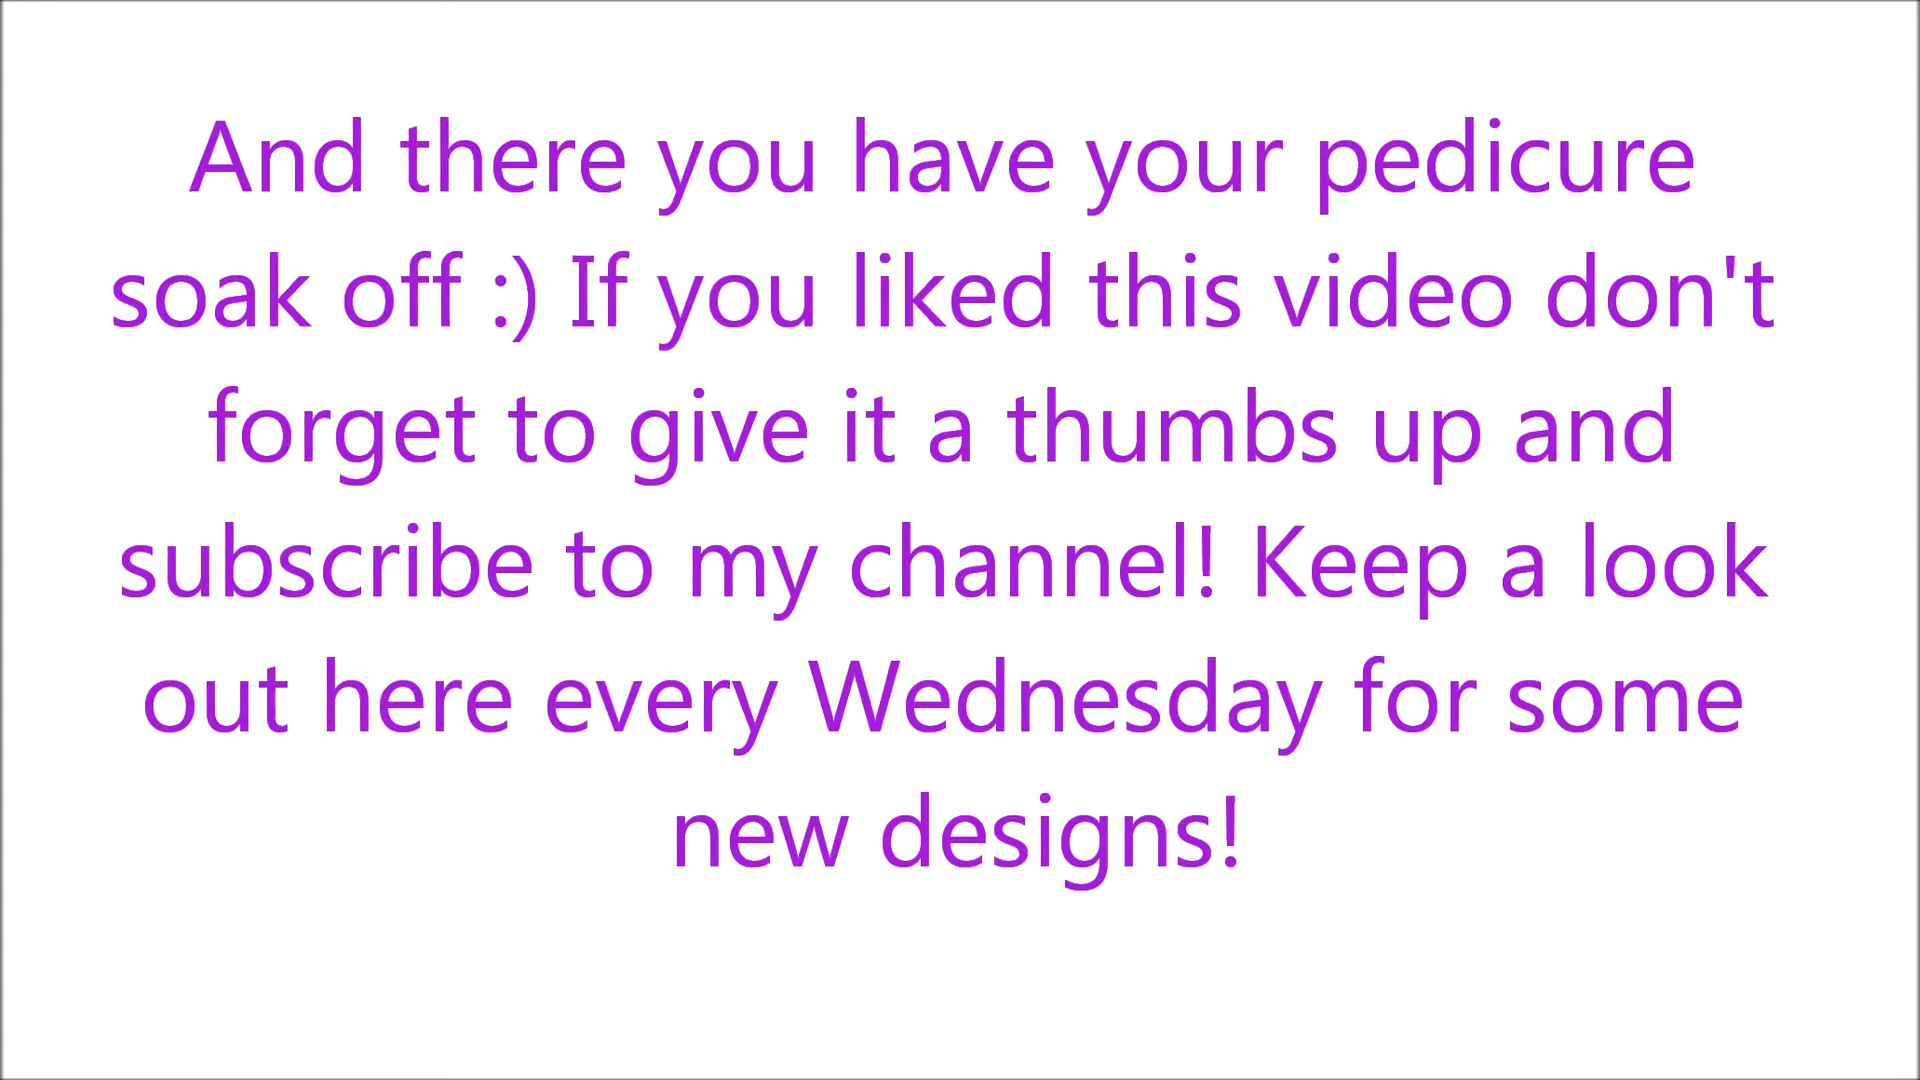 And there you have your pedicure
soak off :) If you liked this video don't
forget to give it a thumbs up and
subscribe to my channel! Keep a look
out here every Wednesday for some
new designs!